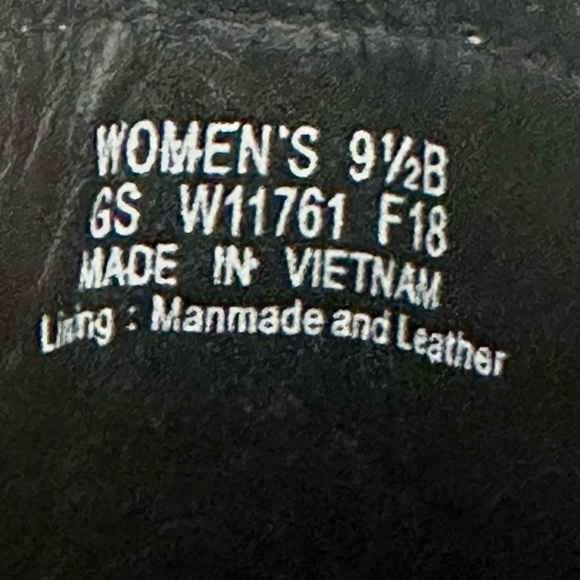 WOMEN'S 9½B
GS W11761 F18
MADE IN VIETNAM
Lining : Manmade and Leather